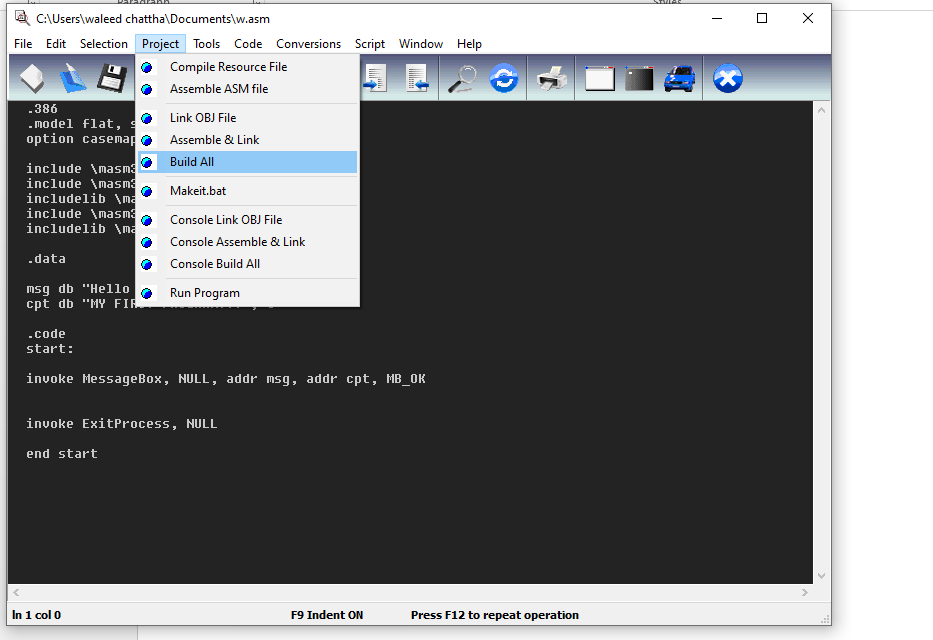 Paragraph
Styles
C:\Users\waleed chattha\Documents\w.asm
File Edit Selection Project Tools Code Conversions Script Window Help
Compile Resource File
Assemble ASM file
Link OBJ File
Assemble & Link
Build All
Makeit.bat
Console Link OBJ File
Console Assemble & Link
Console Build All
Run Program
.386
.model flat, s
option casemap
include \masm3
include \masm3
includelib \ma
include \masm3
includelib \ma
.data
msg db "Hello
cpt db "MY FIR
.code
start:
invoke MessageBox, NULL, addr msg, addr cpt, MB_OK
invoke ExitProcess, NULL
end start
ln 1 col 0 F9 Indent ON Press F12 to repeat operation